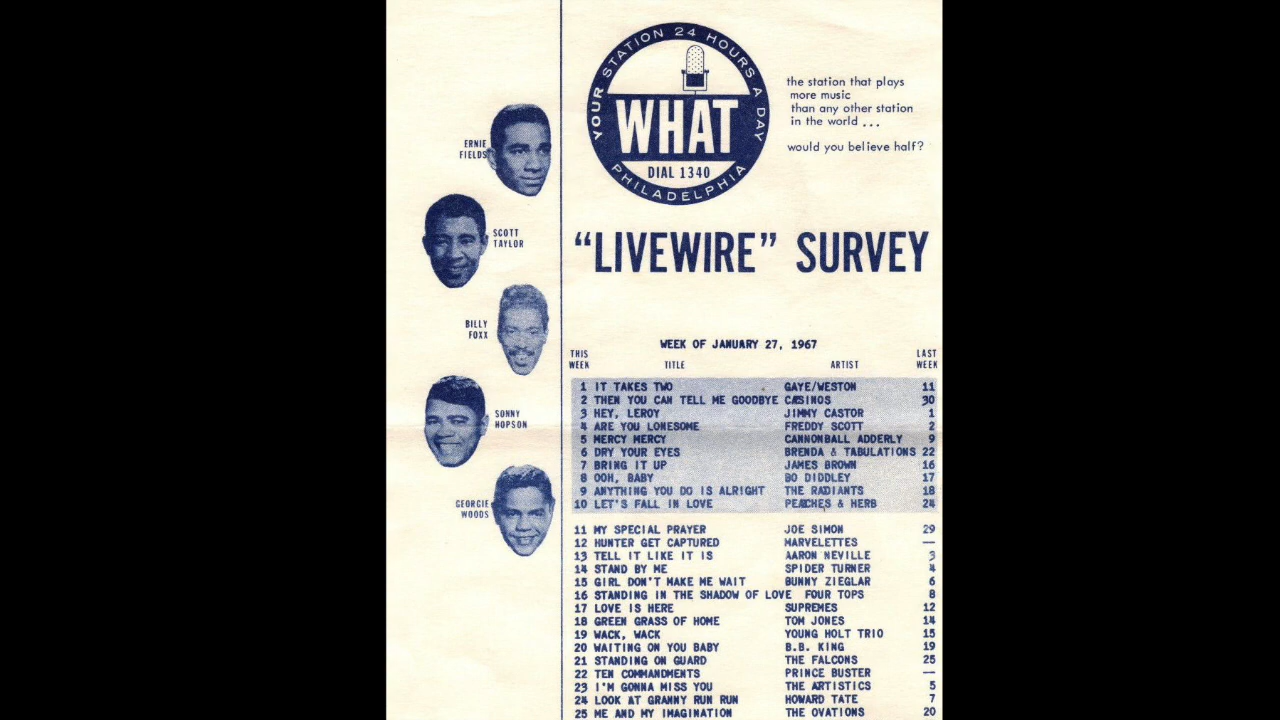 YOUR STATION 24 HOURS A DAY
WHAT
DIAL 1340
PHILADELPHIA
the station that plays
more music
than any other station
in the world ...
would you believe half?
ERNIE
FIELDS
SCOTT
TAYLOR
BILLY
FOXX
SONNY
HOPSON
GEORGIE
WOODS
"LIVEWIRE" SURVEY
WEEK OF JANUARY 27, 1967
THIS WEEK TITLE ARTIST LAST WEEK
1 IT TAKES TWO GAYE/WESTON 11
2 THEN YOU CAN TELL ME GOODBYE CASINOS 30
3 HEY, LEROY JIMMY CASTOR 1
4 ARE YOU LONESOME FREDDY SCOTT 2
5 MERCY MERCY CANNONBALL ADDERLY 9
6 DRY YOUR EYES BRENDA & TABULATIONS 22
7 BRING IT UP JAMES BROWN 16
8 OOH, BABY BO DIDDLEY 17
9 ANYTHING YOU DO IS ALRIGHT THE RADIANTS 18
10 LET'S FALL IN LOVE PEACHES & HERB 24
11 MY SPECIAL PRAYER JOE SIMON 29
12 HUNTER GET CAPTURED MARVELETTES —
13 TELL IT LIKE IT IS AARON NEVILLE 3
14 STAND BY ME SPIDER TURNER 4
15 GIRL DON'T MAKE ME WAIT BUNNY ZIEGLAR 6
16 STANDING IN THE SHADOW OF LOVE FOUR TOPS 8
17 LOVE IS HERE SUPREMES 12
18 GREEN GRASS OF HOME TOM JONES 14
19 WACK, WACK YOUNG HOLT TRIO 15
20 WAITING ON YOU BABY B.B. KING 19
21 STANDING ON GUARD THE FALCONS 25
22 TEN COMMANDMENTS PRINCE BUSTER —
23 I'M GONNA MISS YOU THE ARTISTICS 5
24 LOOK AT GRANNY RUN RUN HOWARD TATE 7
25 ME AND MY IMAGINATION THE OVATIONS 20